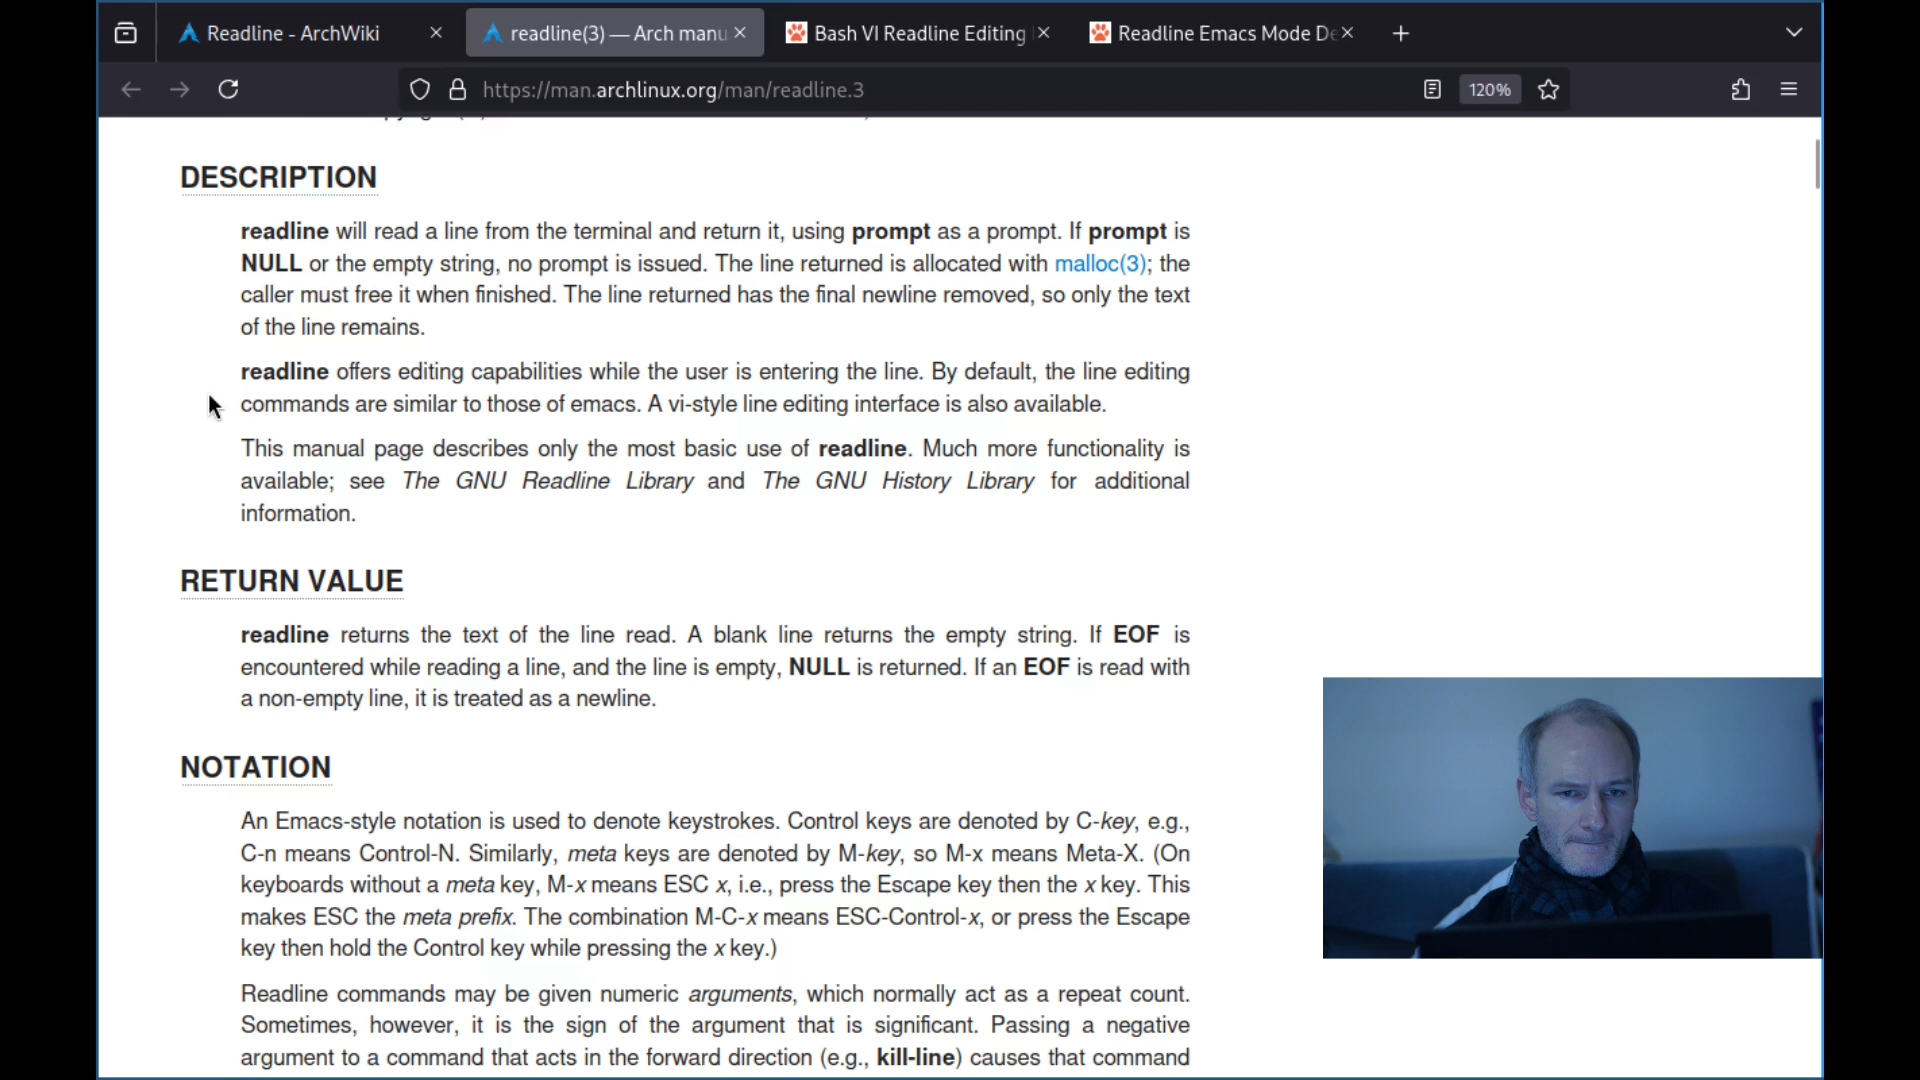 Readline - ArchWiki
readline(3) — Arch manu
Bash VI Readline Editing
Readline Emacs Mode De
https://man.archlinux.org/man/readline.3
120%
DESCRIPTION
readline will read a line from the terminal and return it, using prompt as a prompt. If prompt is
NULL or the empty string, no prompt is issued. The line returned is allocated with malloc(3); the
caller must free it when finished. The line returned has the final newline removed, so only the text
of the line remains.
readline offers editing capabilities while the user is entering the line. By default, the line editing
commands are similar to those of emacs. A vi-style line editing interface is also available.
This manual page describes only the most basic use of readline. Much more functionality is
available; see The GNU Readline Library and The GNU History Library for additional
information.
RETURN VALUE
readline returns the text of the line read. A blank line returns the empty string. If EOF is
encountered while reading a line, and the line is empty, NULL is returned. If an EOF is read with
a non-empty line, it is treated as a newline.
NOTATION
An Emacs-style notation is used to denote keystrokes. Control keys are denoted by C-key, e.g.,
C-n means Control-N. Similarly, meta keys are denoted by M-key, so M-x means Meta-X. (On
keyboards without a meta key, M-x means ESC x, i.e., press the Escape key then the x key. This
makes ESC the meta prefix. The combination M-C-x means ESC-Control-x, or press the Escape
key then hold the Control key while pressing the x key.)
Readline commands may be given numeric arguments, which normally act as a repeat count.
Sometimes, however, it is the sign of the argument that is significant. Passing a negative
argument to a command that acts in the forward direction (e.g., kill-line) causes that command